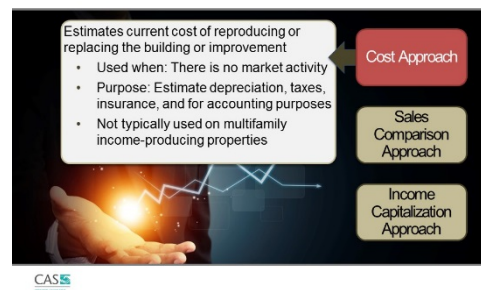 Estimates current cost of reproducing or
replacing the building or improvement
• Used when: There is no market activity
• Purpose: Estimate depreciation, taxes,
insurance, and for accounting purposes
• Not typically used on multifamily
income-producing properties
Cost Approach
Sales
Comparison
Approach
Income
Capitalization
Approach
CAS